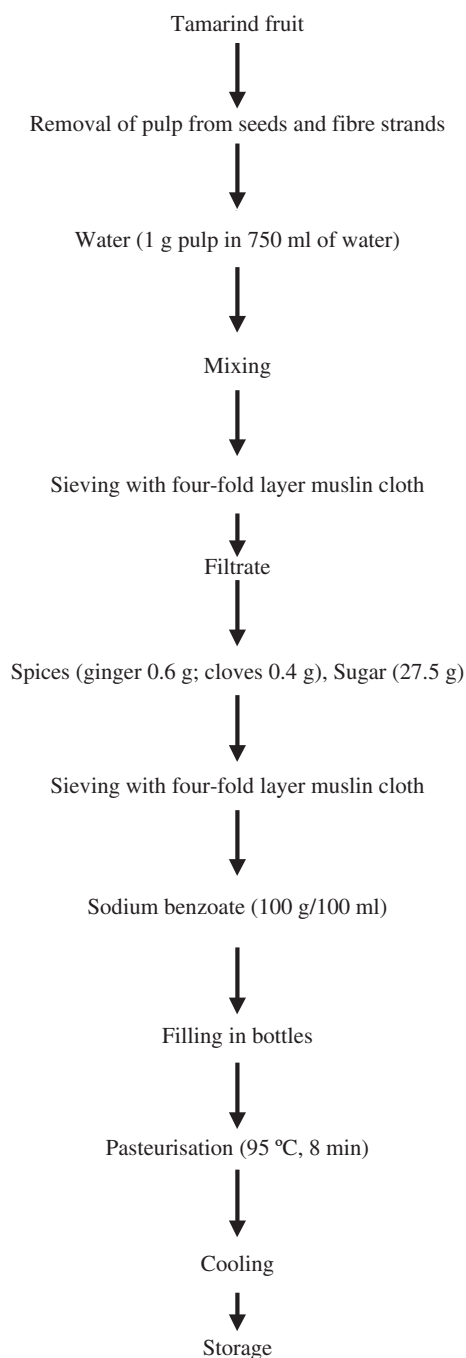 Tamarind fruit
Removal of pulp from seeds and fibre strands
Water (1 g pulp in 750 ml of water)
Mixing
Sieving with four-fold layer muslin cloth
Filtrate
Spices (ginger 0.6 g; cloves 0.4 g), Sugar (27.5 g)
Sieving with four-fold layer muslin cloth
Sodium benzoate (100 g/100 ml)
Filling in bottles
Pasteurisation (95 ºC, 8 min)
Cooling
Storage